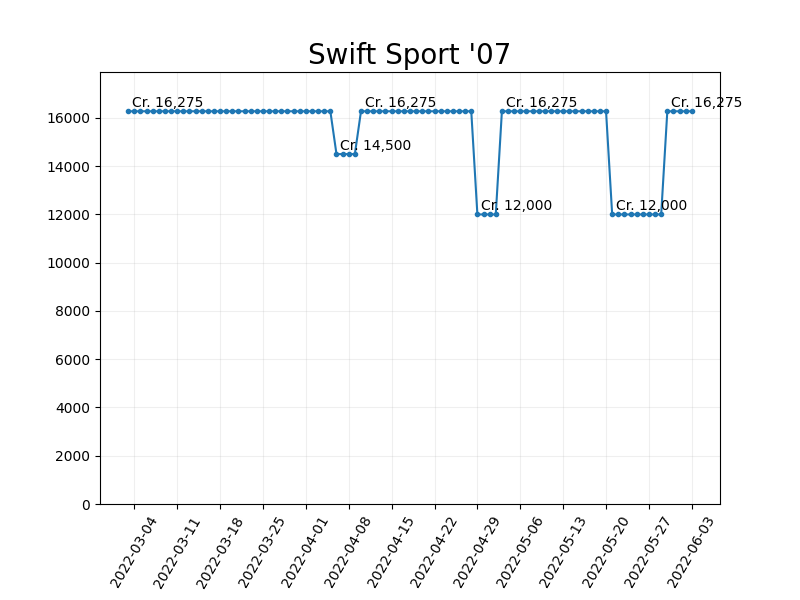 Swift Sport '07
Cr. 16,275
Cr. 16,275
Cr. 16,275
Cr. 16,275
Cr. 14,500
Cr. 12,000
Cr. 12,000
16000
14000
12000
10000
8000
6000
4000
2000
0
2022-03-04
2022-03-11
2022-03-18
2022-03-25
2022-04-01
2022-04-08
2022-04-15
2022-04-22
2022-04-29
2022-05-06
2022-05-13
2022-05-20
2022-05-27
2022-06-03